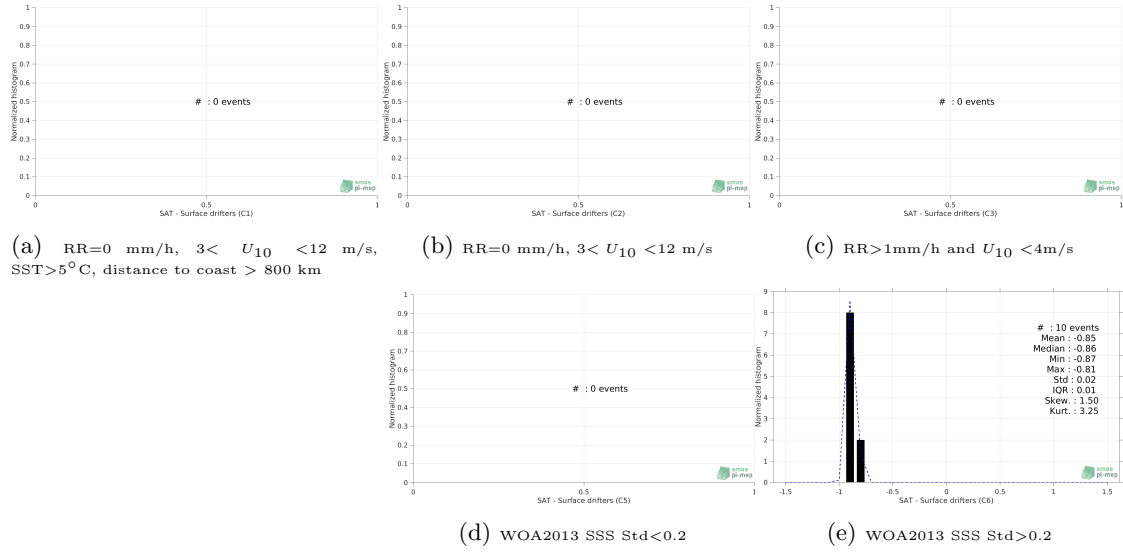 1
0.9
0.8
0.7
0.6
0.5
0.4
0.3
0.2
0.1
0
Normalized histogram
# : 0 events
smos
pi-mep
0 0.5 1
SAT - Surface drifters (C1)
1
0.9
0.8
0.7
0.6
0.5
0.4
0.3
0.2
0.1
0
Normalized histogram
# : 0 events
smos
pi-mep
0 0.5 1
SAT - Surface drifters (C2)
1
0.9
0.8
0.7
0.6
0.5
0.4
0.3
0.2
0.1
0
Normalized histogram
# : 0 events
smos
pi-mep
0 0.5 1
SAT - Surface drifters (C3)
(a) RR=0 mm/h, 3< U10 <12 m/s,
SST>5°C, distance to coast > 800 km
(b) RR=0 mm/h, 3< U10 <12 m/s
(c) RR>1mm/h and U10 <4m/s
1
0.9
0.8
0.7
0.6
0.5
0.4
0.3
0.2
0.1
0
Normalized histogram
# : 0 events
smos
pi-mep
0 0.5 1
SAT - Surface drifters (C5)
9
8
7
6
5
4
3
2
1
0
Normalized histogram
# : 10 events
Mean : -0.85
Median : -0.86
Min : -0.87
Max : -0.81
Std : 0.02
IQR : 0.01
Skew. : 1.50
Kurt. : 3.25
smos
pi-mep
-1.5 -1 -0.5 0 0.5 1 1.5
SAT - Surface drifters (C6)
(d) WOA2013 SSS Std<0.2
(e) WOA2013 SSS Std>0.2